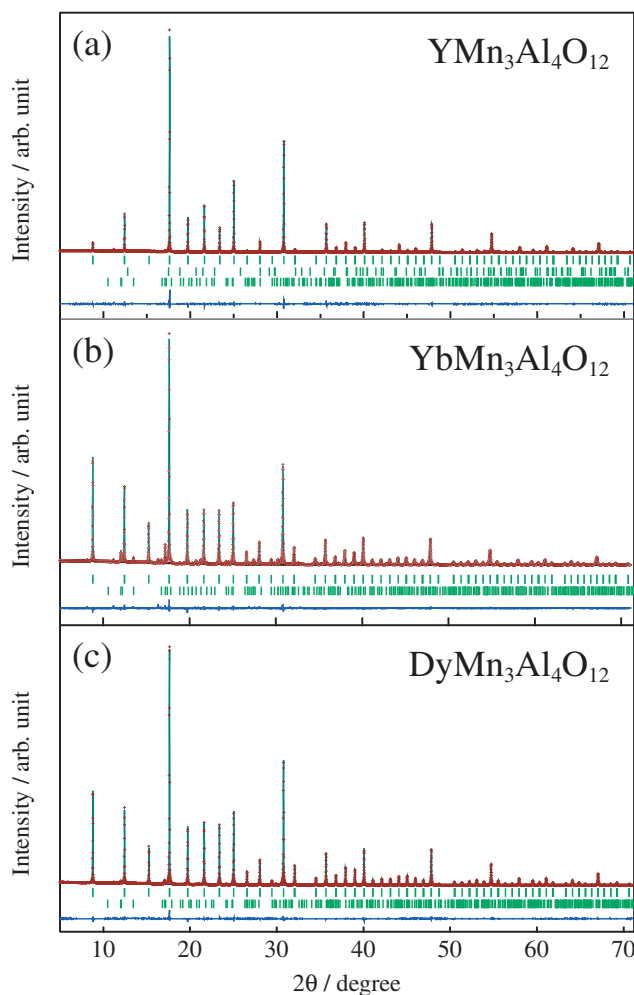 (a) YMn₃Al₄O₁₂
Intensity / arb. unit
(b) YbMn₃Al₄O₁₂
Intensity / arb. unit
(c) DyMn₃Al₄O₁₂
Intensity / arb. unit
10 20 30 40 50 60 70
2θ / degree